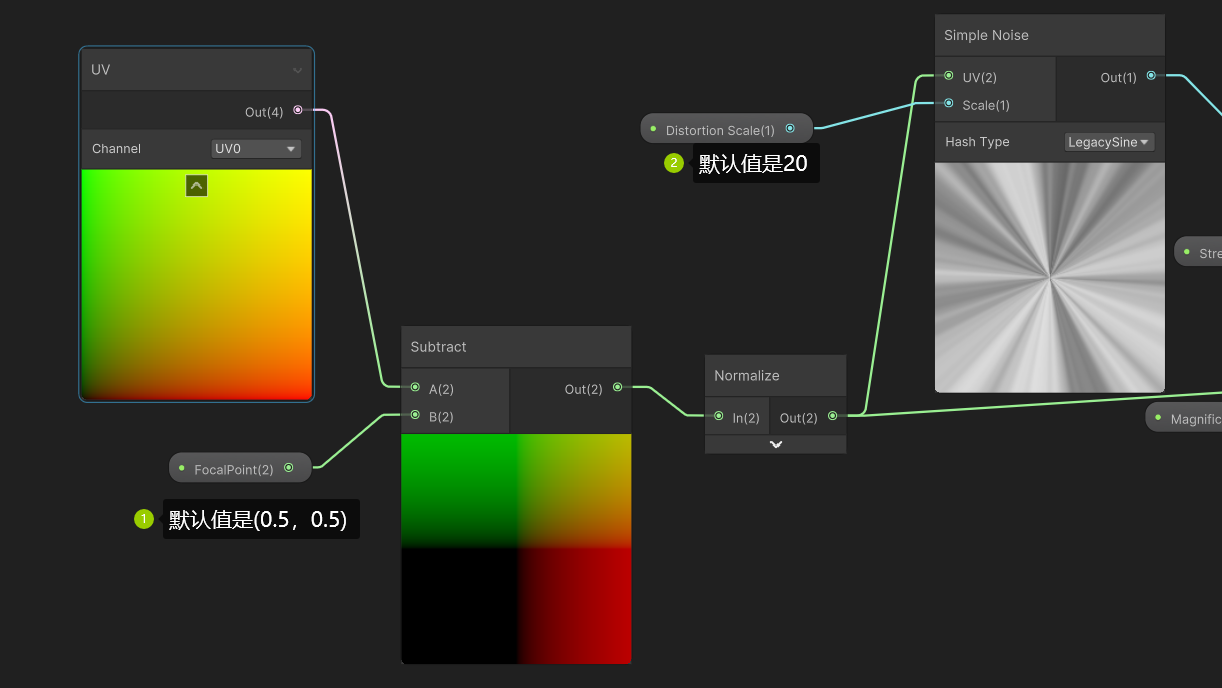 UV
Out(4)
Channel
UV0
FocalPoint(2)
1
默认值是(0.5，0.5)
Subtract
A(2)
Out(2)
B(2)
Distortion Scale(1)
2
默认值是20
Normalize
In(2)
Out(2)
Simple Noise
UV(2)
Out(1)
Scale(1)
Hash Type
LegacySine
Stre
Magnific